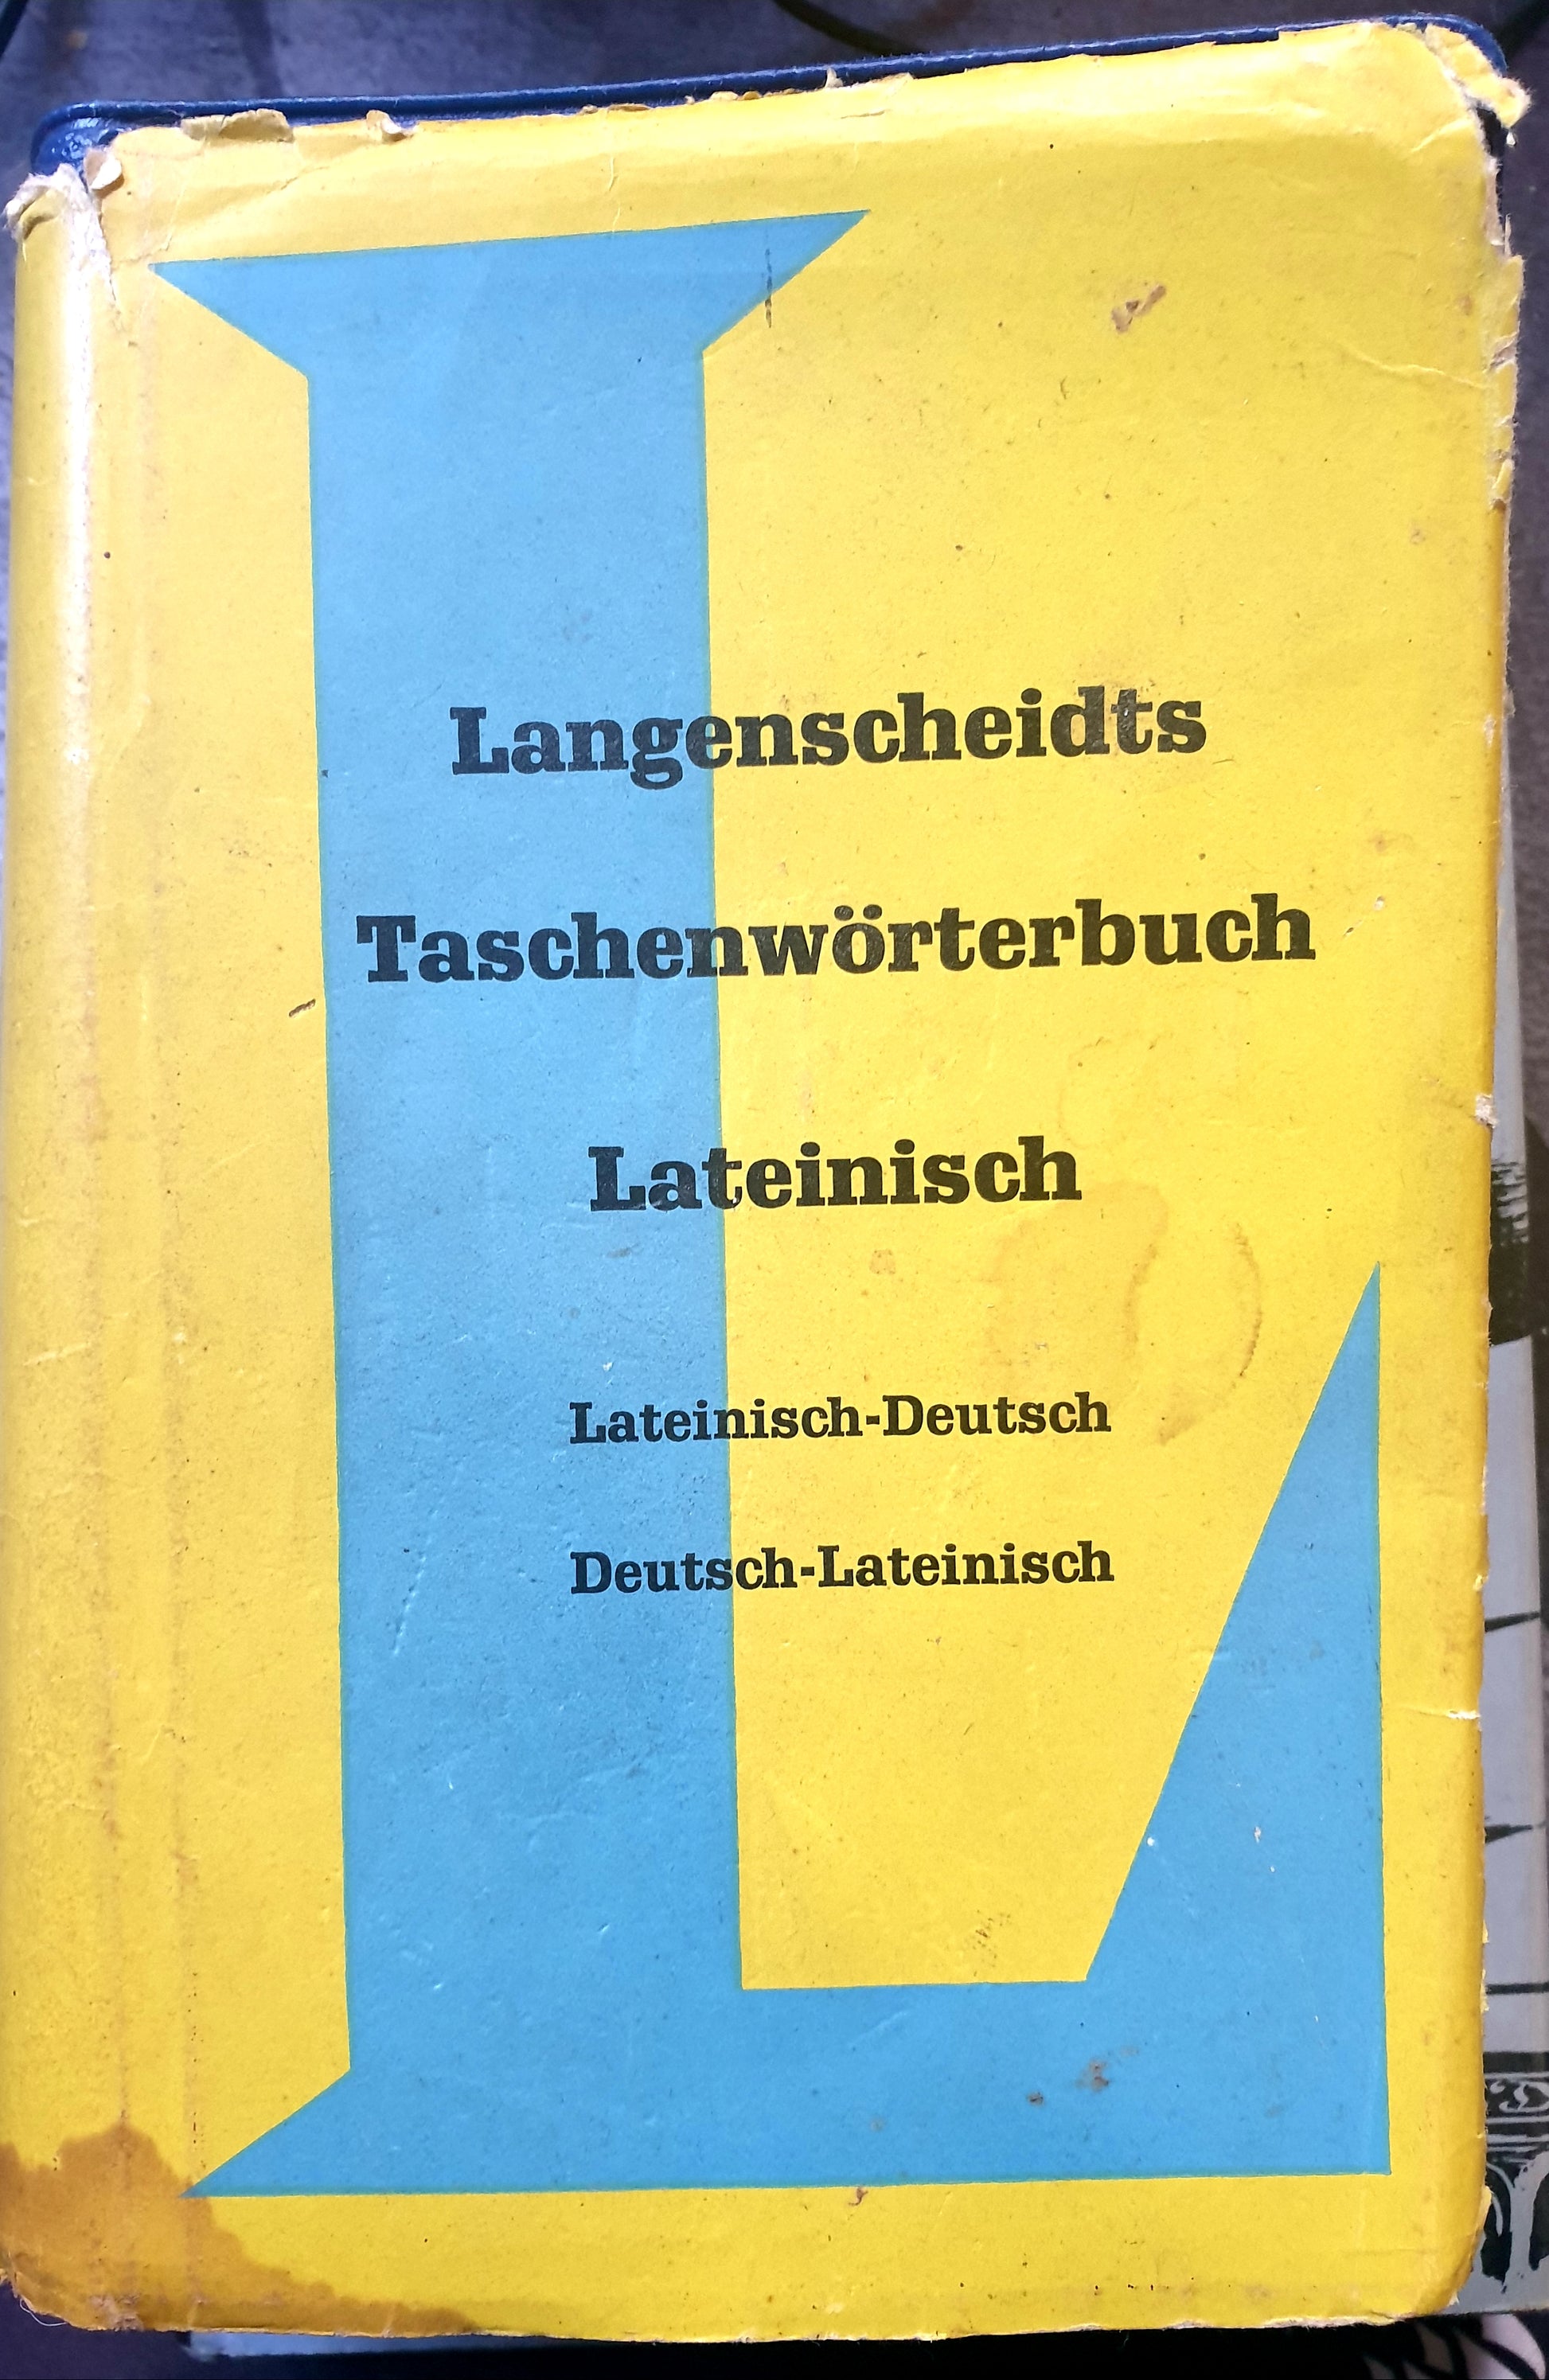 Langenscheidts
Taschenwörterbuch
Lateinisch
Lateinisch-Deutsch
Deutsch-Lateinisch